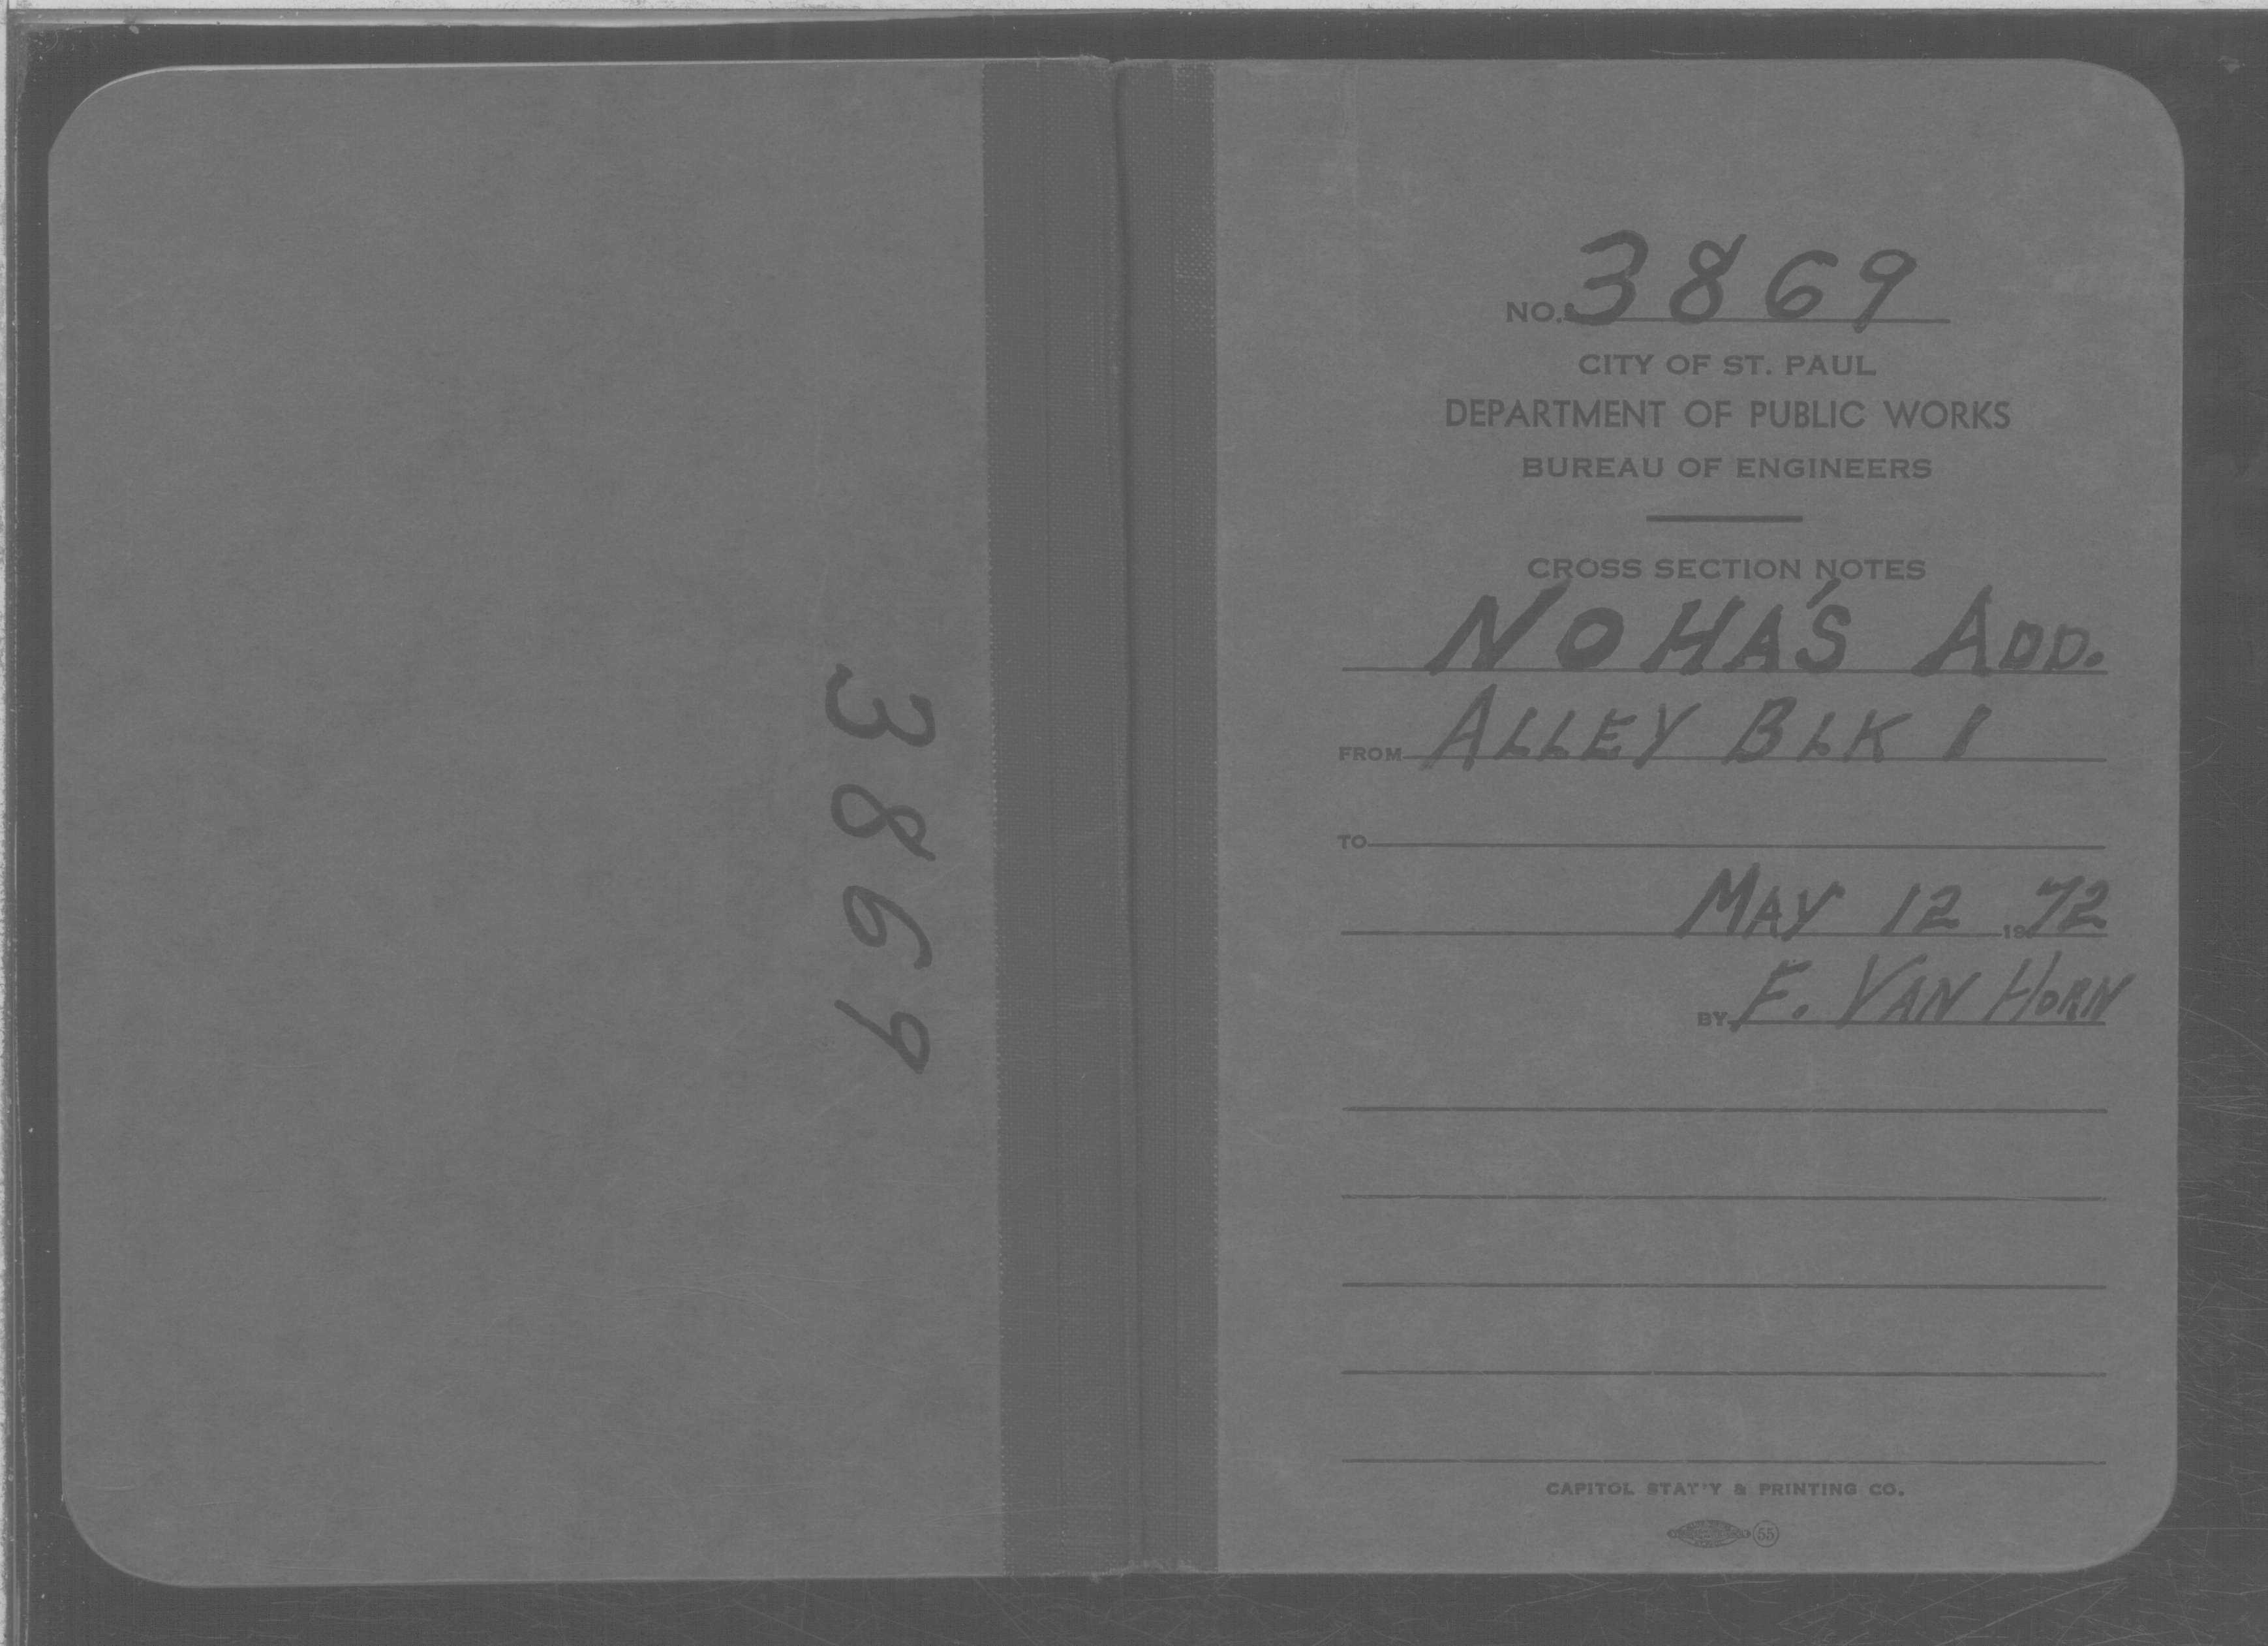 3869
NO. 3869
CITY OF ST. PAUL
DEPARTMENT OF PUBLIC WORKS
BUREAU OF ENGINEERS
CROSS SECTION NOTES
NOHA'S ADD.
FROM ALLEY BLK 1
TO
MAY 12 1972
BY F. VAN HORN
CAPITOL STAT'Y & PRINTING CO.
55